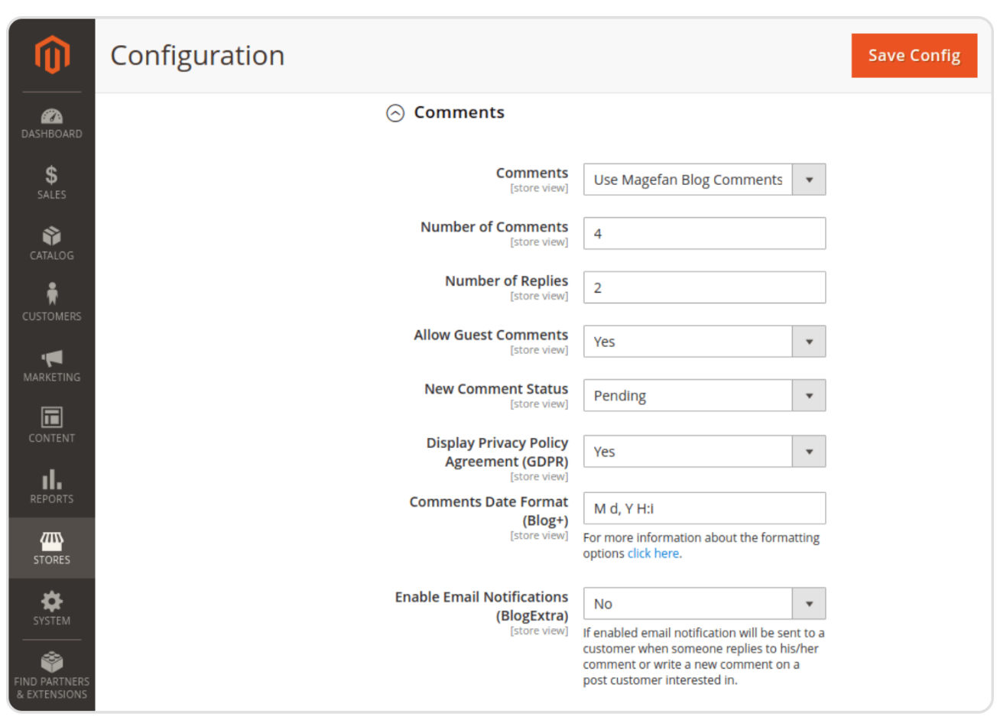 Configuration
Save Config
DASHBOARD
SALES
CATALOG
CUSTOMERS
MARKETING
CONTENT
REPORTS
STORES
SYSTEM
FIND PARTNERS
& EXTENSIONS
Comments
Comments
[store view]
Use Magefan Blog Comments
Number of Comments
[store view]
4
Number of Replies
[store view]
2
Allow Guest Comments
[store view]
Yes
New Comment Status
[store view]
Pending
Display Privacy Policy
Agreement (GDPR)
[store view]
Yes
Comments Date Format
(Blog+)
[store view]
M d, Y H:i
For more information about the formatting
options click here.
Enable Email Notifications
(BlogExtra)
[store view]
No
If enabled email notification will be sent to a
customer when someone replies to his/her
comment or write a new comment on a
post customer interested in.